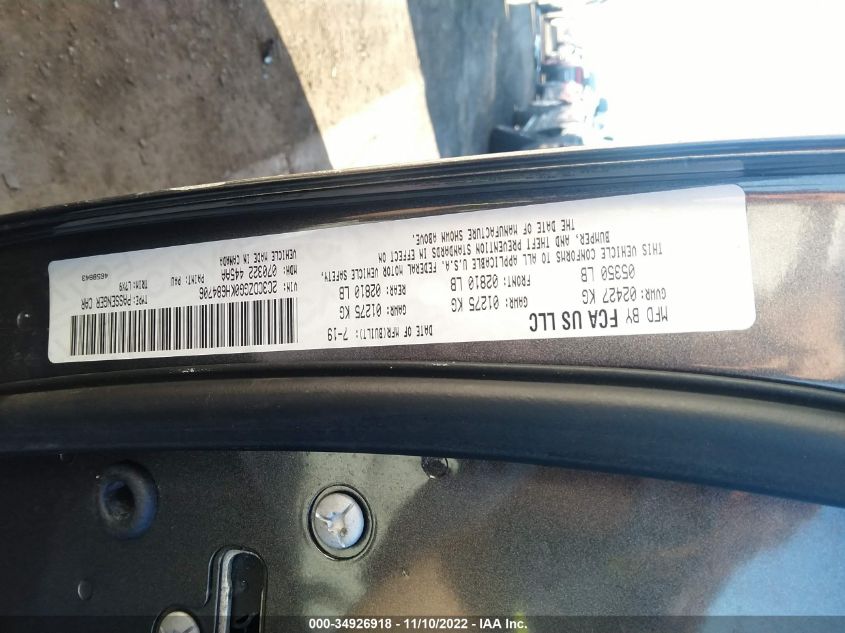 MFD BY FCA US LLC
DATE OF MFR(BUILT): 7-19
GVWR: 02427 KG
05350 LB
GAWR: 01275 KG
FRONT: 02810 LB
GAWR: 01275 KG
REAR: 02810 LB
THIS VEHICLE CONFORMS TO ALL APPLICABLE U.S.A. FEDERAL MOTOR VEHICLE SAFETY,
BUMPER, AND THEFT PREVENTION STANDARDS IN EFFECT ON
THE DATE OF MANUFACTURE SHOWN ABOVE.
VIN: 2C3CDZGG9KH684706
TYPE: PASSENGER CAR
MDH: 070322 445AA
PAINT: PAU
TRIM: L7X9
VEHICLE MADE IN CANADA
4658643
000-34926918 - 11/10/2022 - IAA Inc.